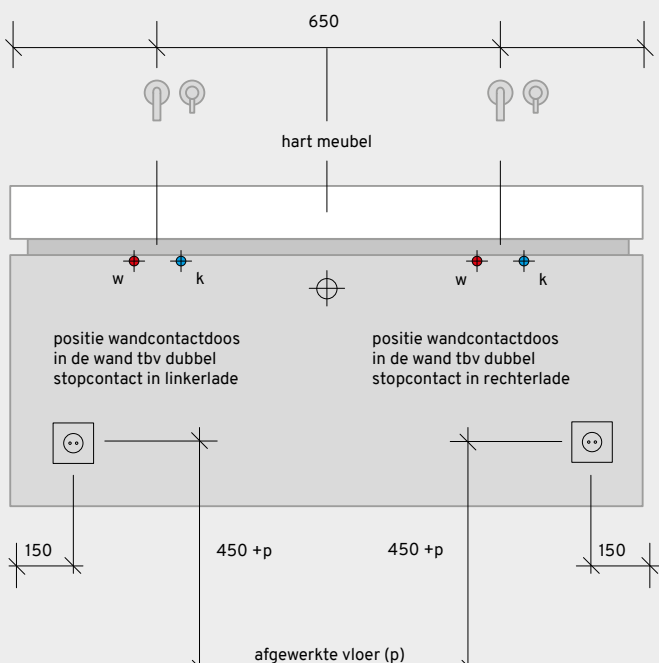 650
hart meubel
w k w k
positie wandcontactdoos
in de wand tbv dubbel
stopcontact in linkerlade
positie wandcontactdoos
in de wand tbv dubbel
stopcontact in rechterlade
150 450 +p 450 +p 150
afgewerkte vloer (p)